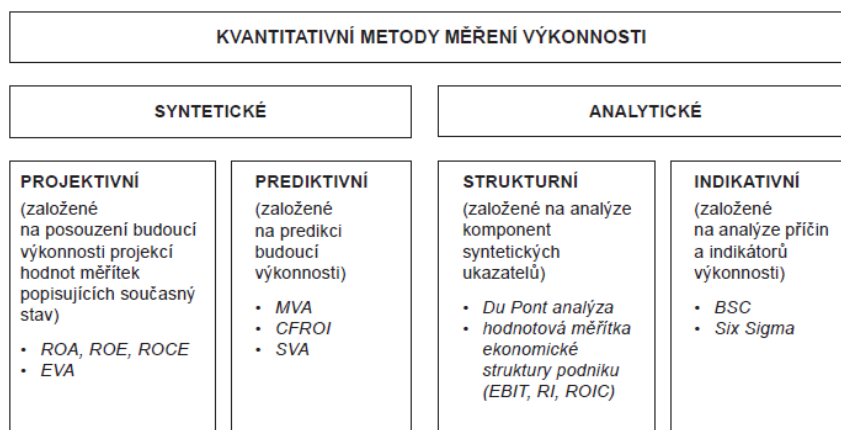 KVANTITATIVNÍ METODY MĚŘENÍ VÝKONNOSTI
SYNTETICKÉ
ANALYTICKÉ
PROJEKTIVNÍ
(založené
na posouzení budoucí
výkonnosti projekcí
hodnot měřítek
popisujících současný
stav)
• ROA, ROE, ROCE
• EVA
PREDIKTIVNÍ
(založené
na predikci
budoucí
výkonnosti)
• MVA
• CFROI
• SVA
STRUKTURNÍ
(založené na analýze
komponent
syntetických
ukazatelů)
• Du Pont analýza
• hodnotová měřítka
ekonomické
struktury podniku
(EBIT, RI, ROIC)
INDIKATIVNÍ
(založené
na analýze příčin
a indikátorů
výkonnosti)
• BSC
• Six Sigma